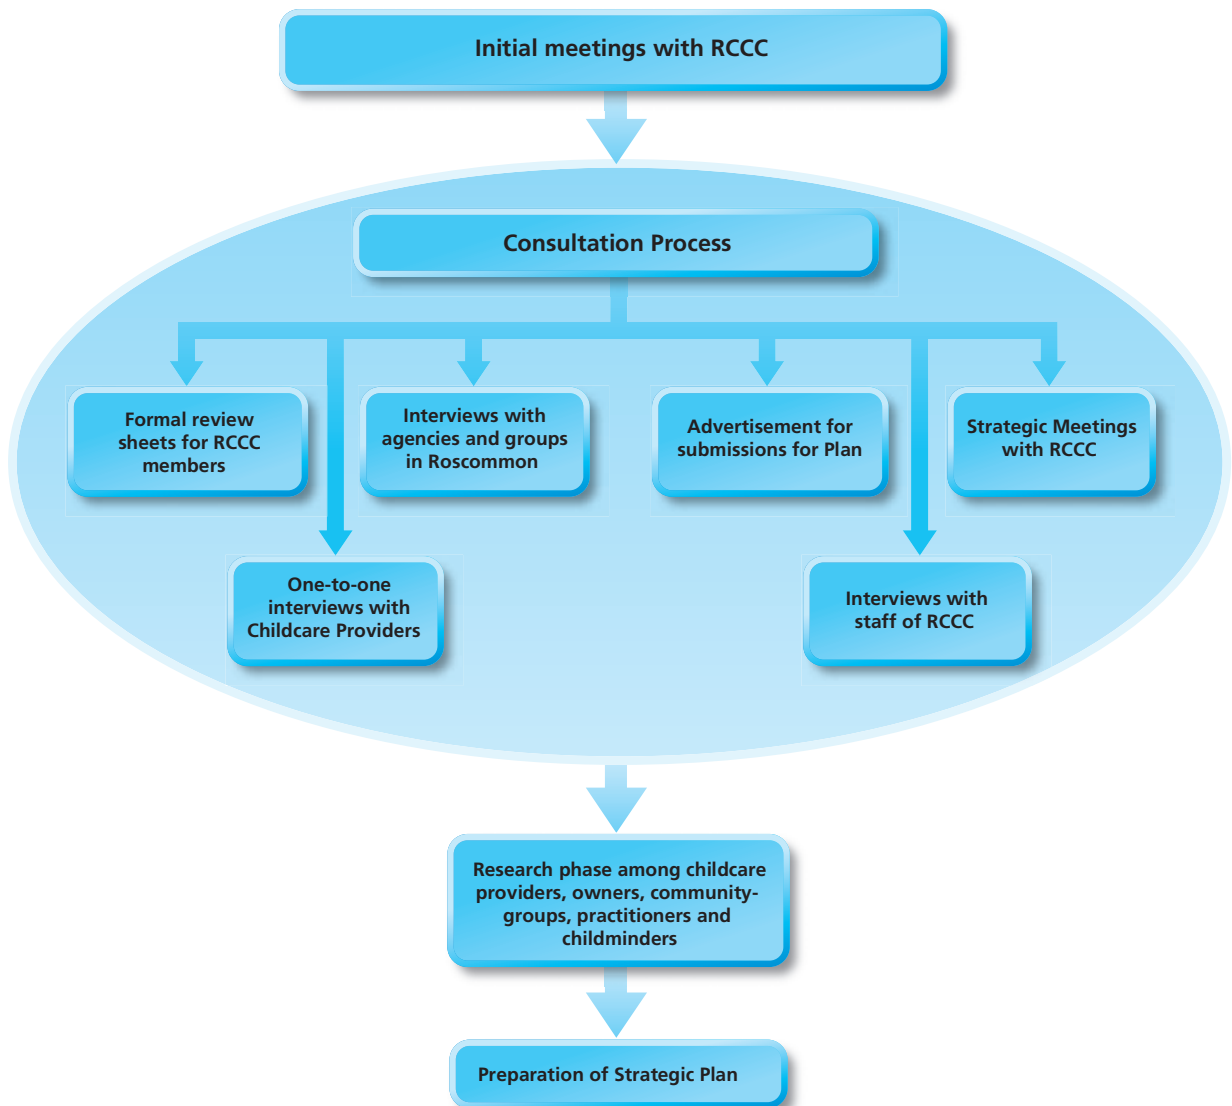 Initial meetings with RCCC
Consultation Process
Formal review
sheets for RCCC
members
Interviews with
agencies and groups
in Roscommon
Advertisement for
submissions for Plan
Strategic Meetings
with RCCC
One-to-one
interviews with
Childcare Providers
Interviews with
staff of RCCC
Research phase among childcare
providers, owners, community-
groups, practitioners and
childminders
Preparation of Strategic Plan